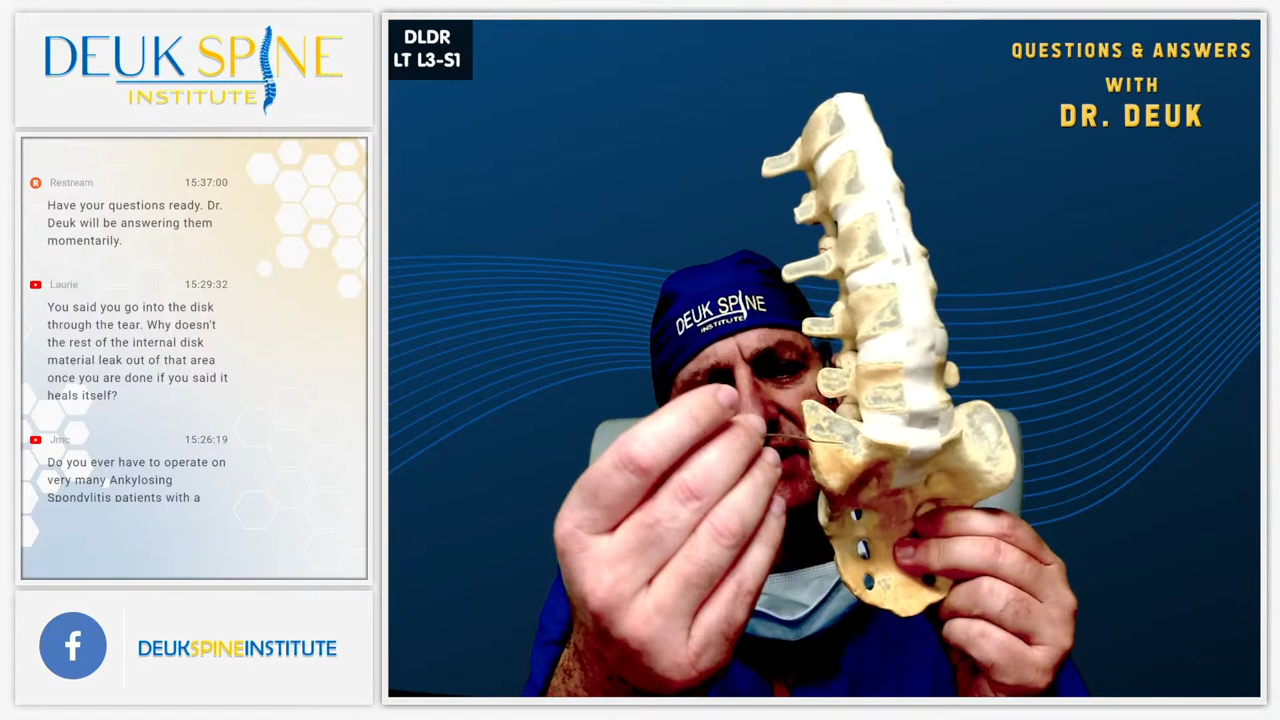 DEUK SPINE
INSTITUTE
Restream 15:37:00
Have your questions ready. Dr.
Deuk will be answering them
momentarily.
Laurie 15:29:32
You said you go into the disk
through the tear. Why doesn't
the rest of the internal disk
material leak out of that area
once you are done if you said it
heals itself?
Jmc 15:26:19
Do you ever have to operate on
very many Ankylosing
Spondylitis patients with a
f
DEUKSPINEINSTITUTE
DLDR
LT L3-S1
QUESTIONS & ANSWERS
WITH
DR. DEUK
DEUK SPINE
INSTITUTE